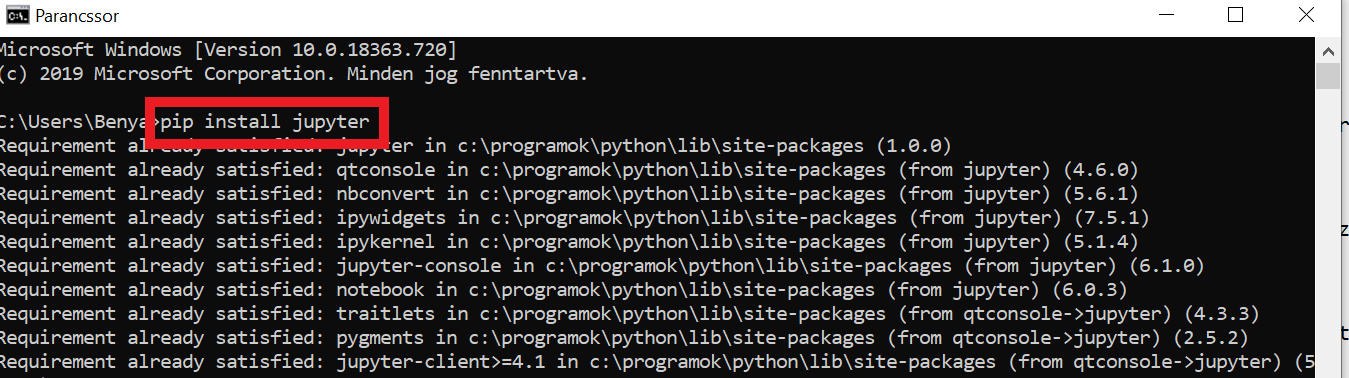 Parancssor
Microsoft Windows [Version 10.0.18363.720]
(c) 2019 Microsoft Corporation. Minden jog fenntartva.
C:\Users\Benya>pip install jupyter
Requirement already satisfied: jupyter in c:\programok\python\lib\site-packages (1.0.0)
Requirement already satisfied: qtconsole in c:\programok\python\lib\site-packages (from jupyter) (4.6.0)
Requirement already satisfied: nbconvert in c:\programok\python\lib\site-packages (from jupyter) (5.6.1)
Requirement already satisfied: ipywidgets in c:\programok\python\lib\site-packages (from jupyter) (7.5.1)
Requirement already satisfied: ipykernel in c:\programok\python\lib\site-packages (from jupyter) (5.1.4)
Requirement already satisfied: jupyter-console in c:\programok\python\lib\site-packages (from jupyter) (6.1.0)
Requirement already satisfied: notebook in c:\programok\python\lib\site-packages (from jupyter) (6.0.3)
Requirement already satisfied: traitlets in c:\programok\python\lib\site-packages (from qtconsole->jupyter) (4.3.3)
Requirement already satisfied: pygments in c:\programok\python\lib\site-packages (from qtconsole->jupyter) (2.5.2)
Requirement already satisfied: jupyter-client>=4.1 in c:\programok\python\lib\site-packages (from qtconsole->jupyter) (5